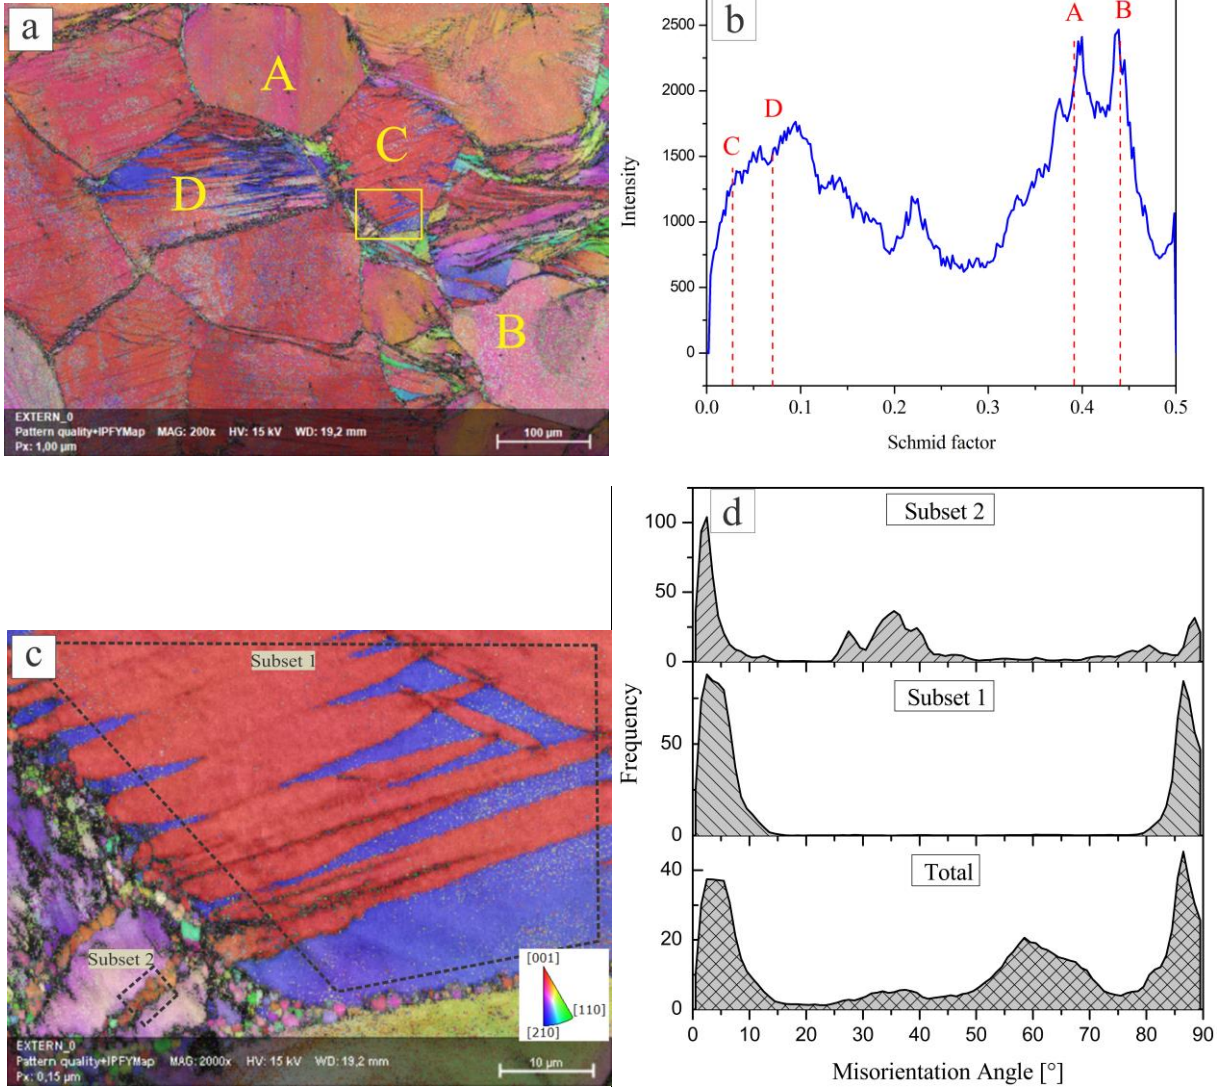 a
A
C
D
B
EXTERN_0
Pattern quality+IPFYMap MAG: 200x HV: 15 kV WD: 19,2 mm
Px: 1,00 µm
100 µm
b
A
B
C
D
Intensity
2500
2000
1500
1000
500
0
0.0 0.1 0.2 0.3 0.4 0.5
Schmid factor
c
Subset 1
Subset 2
[001]
[110]
[210]
EXTERN_0
Pattern quality+IPFYMap MAG: 2000x HV: 15 kV WD: 19,2 mm
Px: 0,15 µm
10 µm
d
Subset 2
100
50
0
Subset 1
50
0
Total
40
20
0
Frequency
0 10 20 30 40 50 60 70 80 90
Misorientation Angle [°]